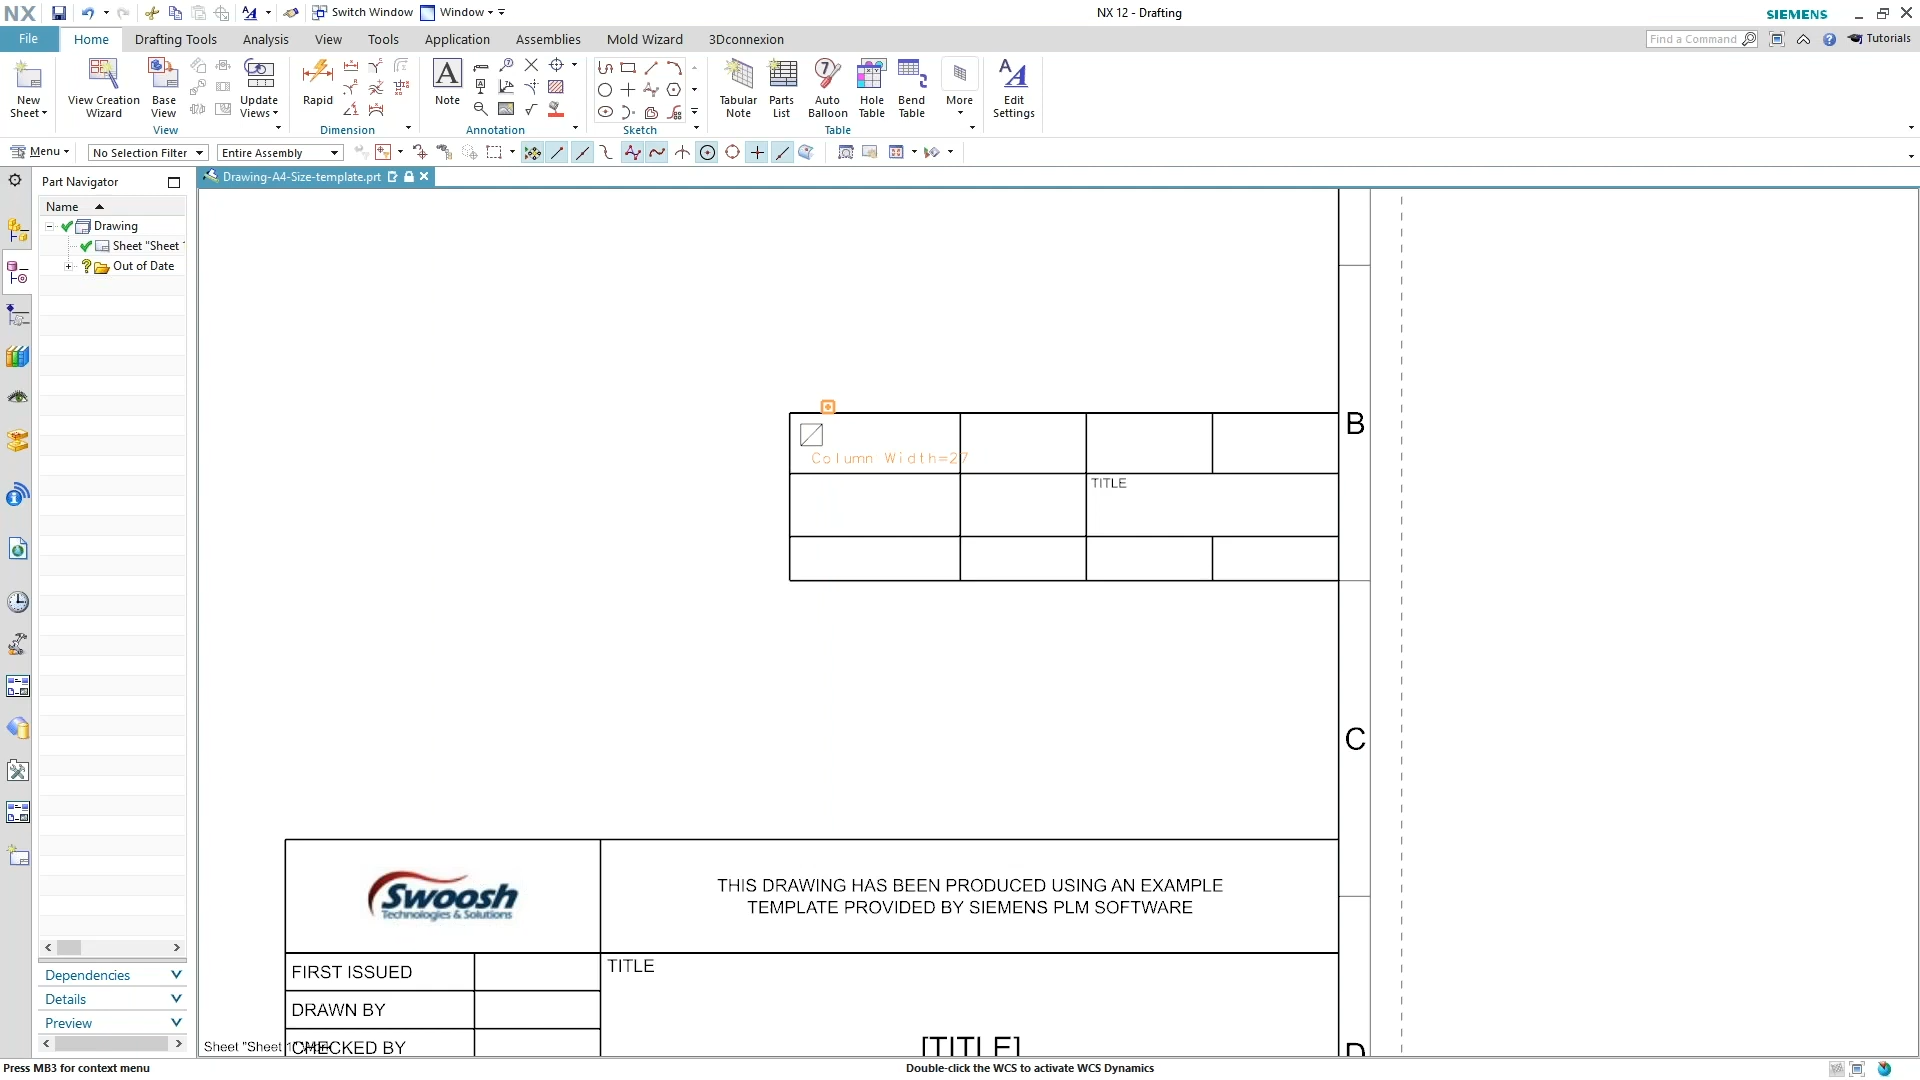 NX Switch Window Window NX 12 - Drafting SIEMENS
File Home Drafting Tools Analysis View Tools Application Assemblies Mold Wizard 3Dconnexion Find a Command Tutorials
New Sheet
View Creation Wizard
Base View
Update Views
View
Rapid
Dimension
A
Note
Annotation
Sketch
Tabular Note
Parts List
Auto Balloon
Hole Table
Bend Table
More
Table
Edit Settings
Menu No Selection Filter Entire Assembly
Part Navigator
Drawing-A4-Size-template.prt
Name
Drawing
Sheet "Sheet
Out of Date
Dependencies
Details
Preview
Column Width=27
TITLE
B
C
D
Swoosh
Technologies & Solutions
THIS DRAWING HAS BEEN PRODUCED USING AN EXAMPLE
TEMPLATE PROVIDED BY SIEMENS PLM SOFTWARE
FIRST ISSUED
TITLE
DRAWN BY
CHECKED BY
[TITLE]
Sheet "Sheet
Press MB3 for context menu
Double-click the WCS to activate WCS Dynamics